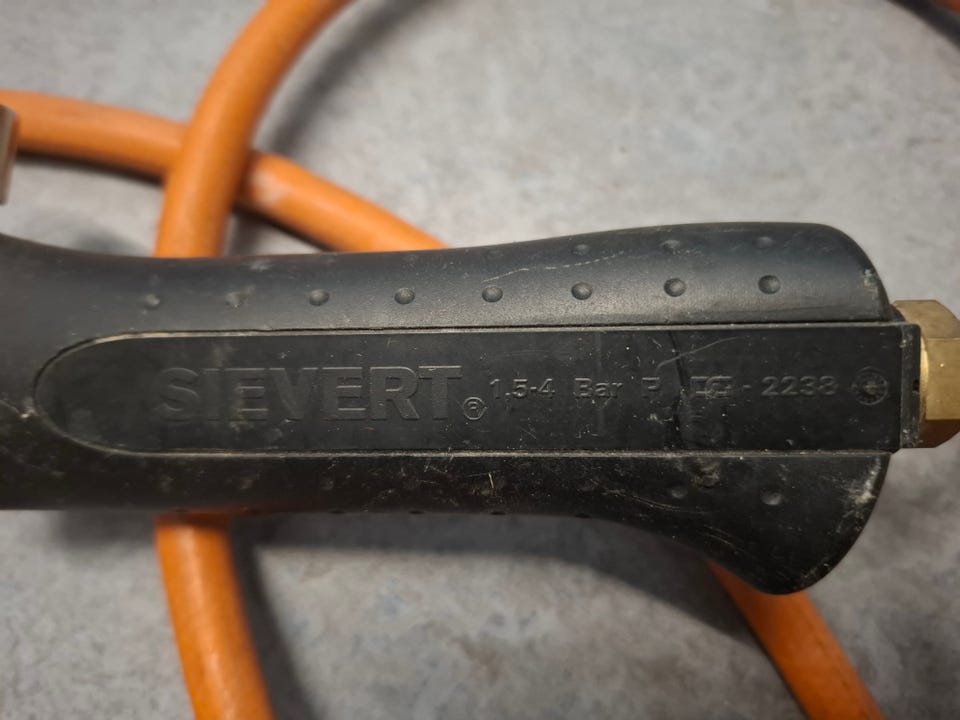 SIEVERT® 1.5-4 Bar P - 2238